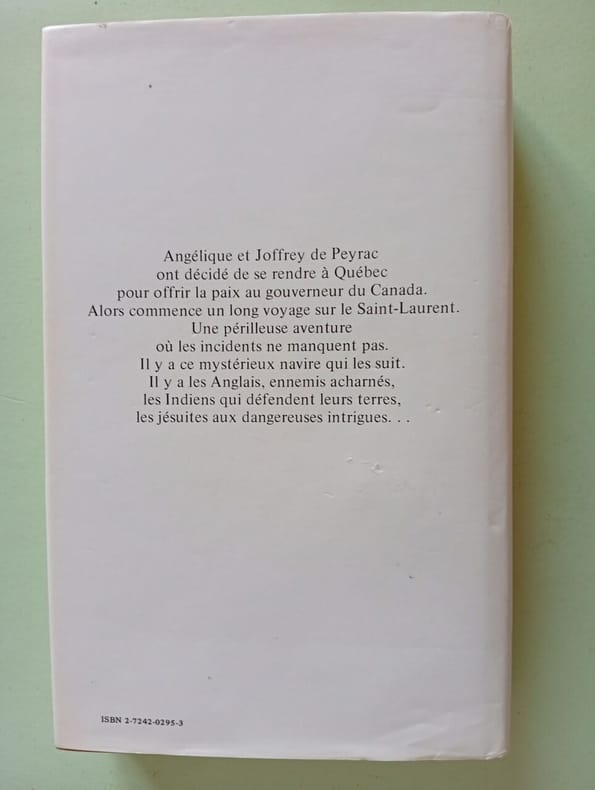 Angélique et Joffrey de Peyrac
ont décidé de se rendre à Québec
pour offrir la paix au gouverneur du Canada.
Alors commence un long voyage sur le Saint-Laurent.
Une périlleuse aventure
où les incidents ne manquent pas.
Il y a ce mystérieux navire qui les suit.
Il y a les Anglais, ennemis acharnés,
les Indiens qui défendent leurs terres,
les jésuites aux dangereuses intrigues. . .
ISBN 2-7242-0295-3